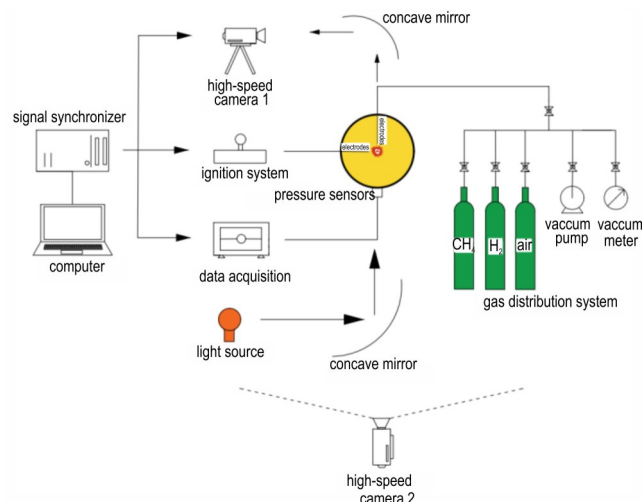 concave mirror
high-speed
camera 1
signal synchronizer
electrodes
electrodes
ignition system
pressure sensors
computer
data acquisition
CH4
H2
air
vaccum
pump
vaccum
meter
gas distribution system
light source
concave mirror
high-speed
camera 2